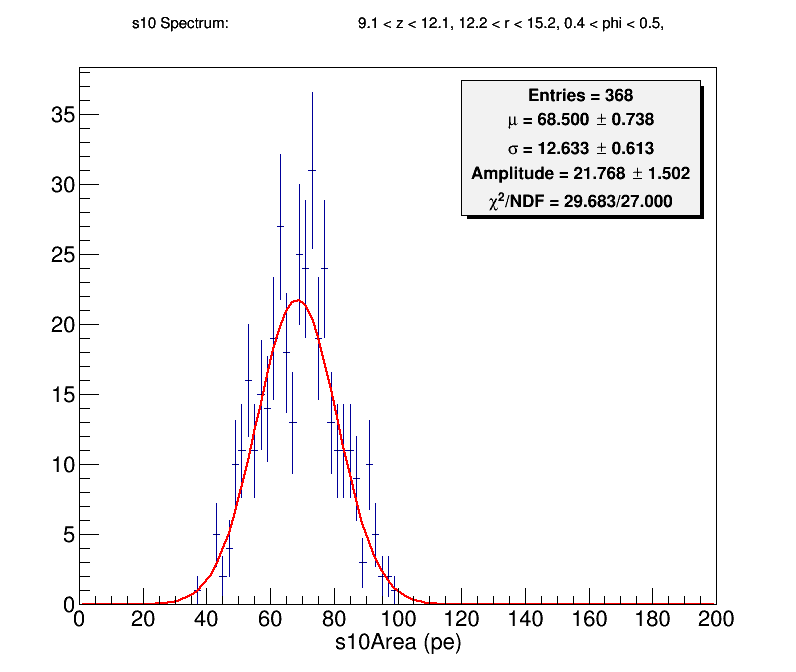 s10 Spectrum: 9.1 < z < 12.1, 12.2 < r < 15.2, 0.4 < phi < 0.5,
Entries = 368
μ = 68.500 ± 0.738
σ = 12.633 ± 0.613
Amplitude = 21.768 ± 1.502
χ²/NDF = 29.683/27.000
35
30
25
20
15
10
5
0
0 20 40 60 80 100 120 140 160 180 200
s10Area (pe)